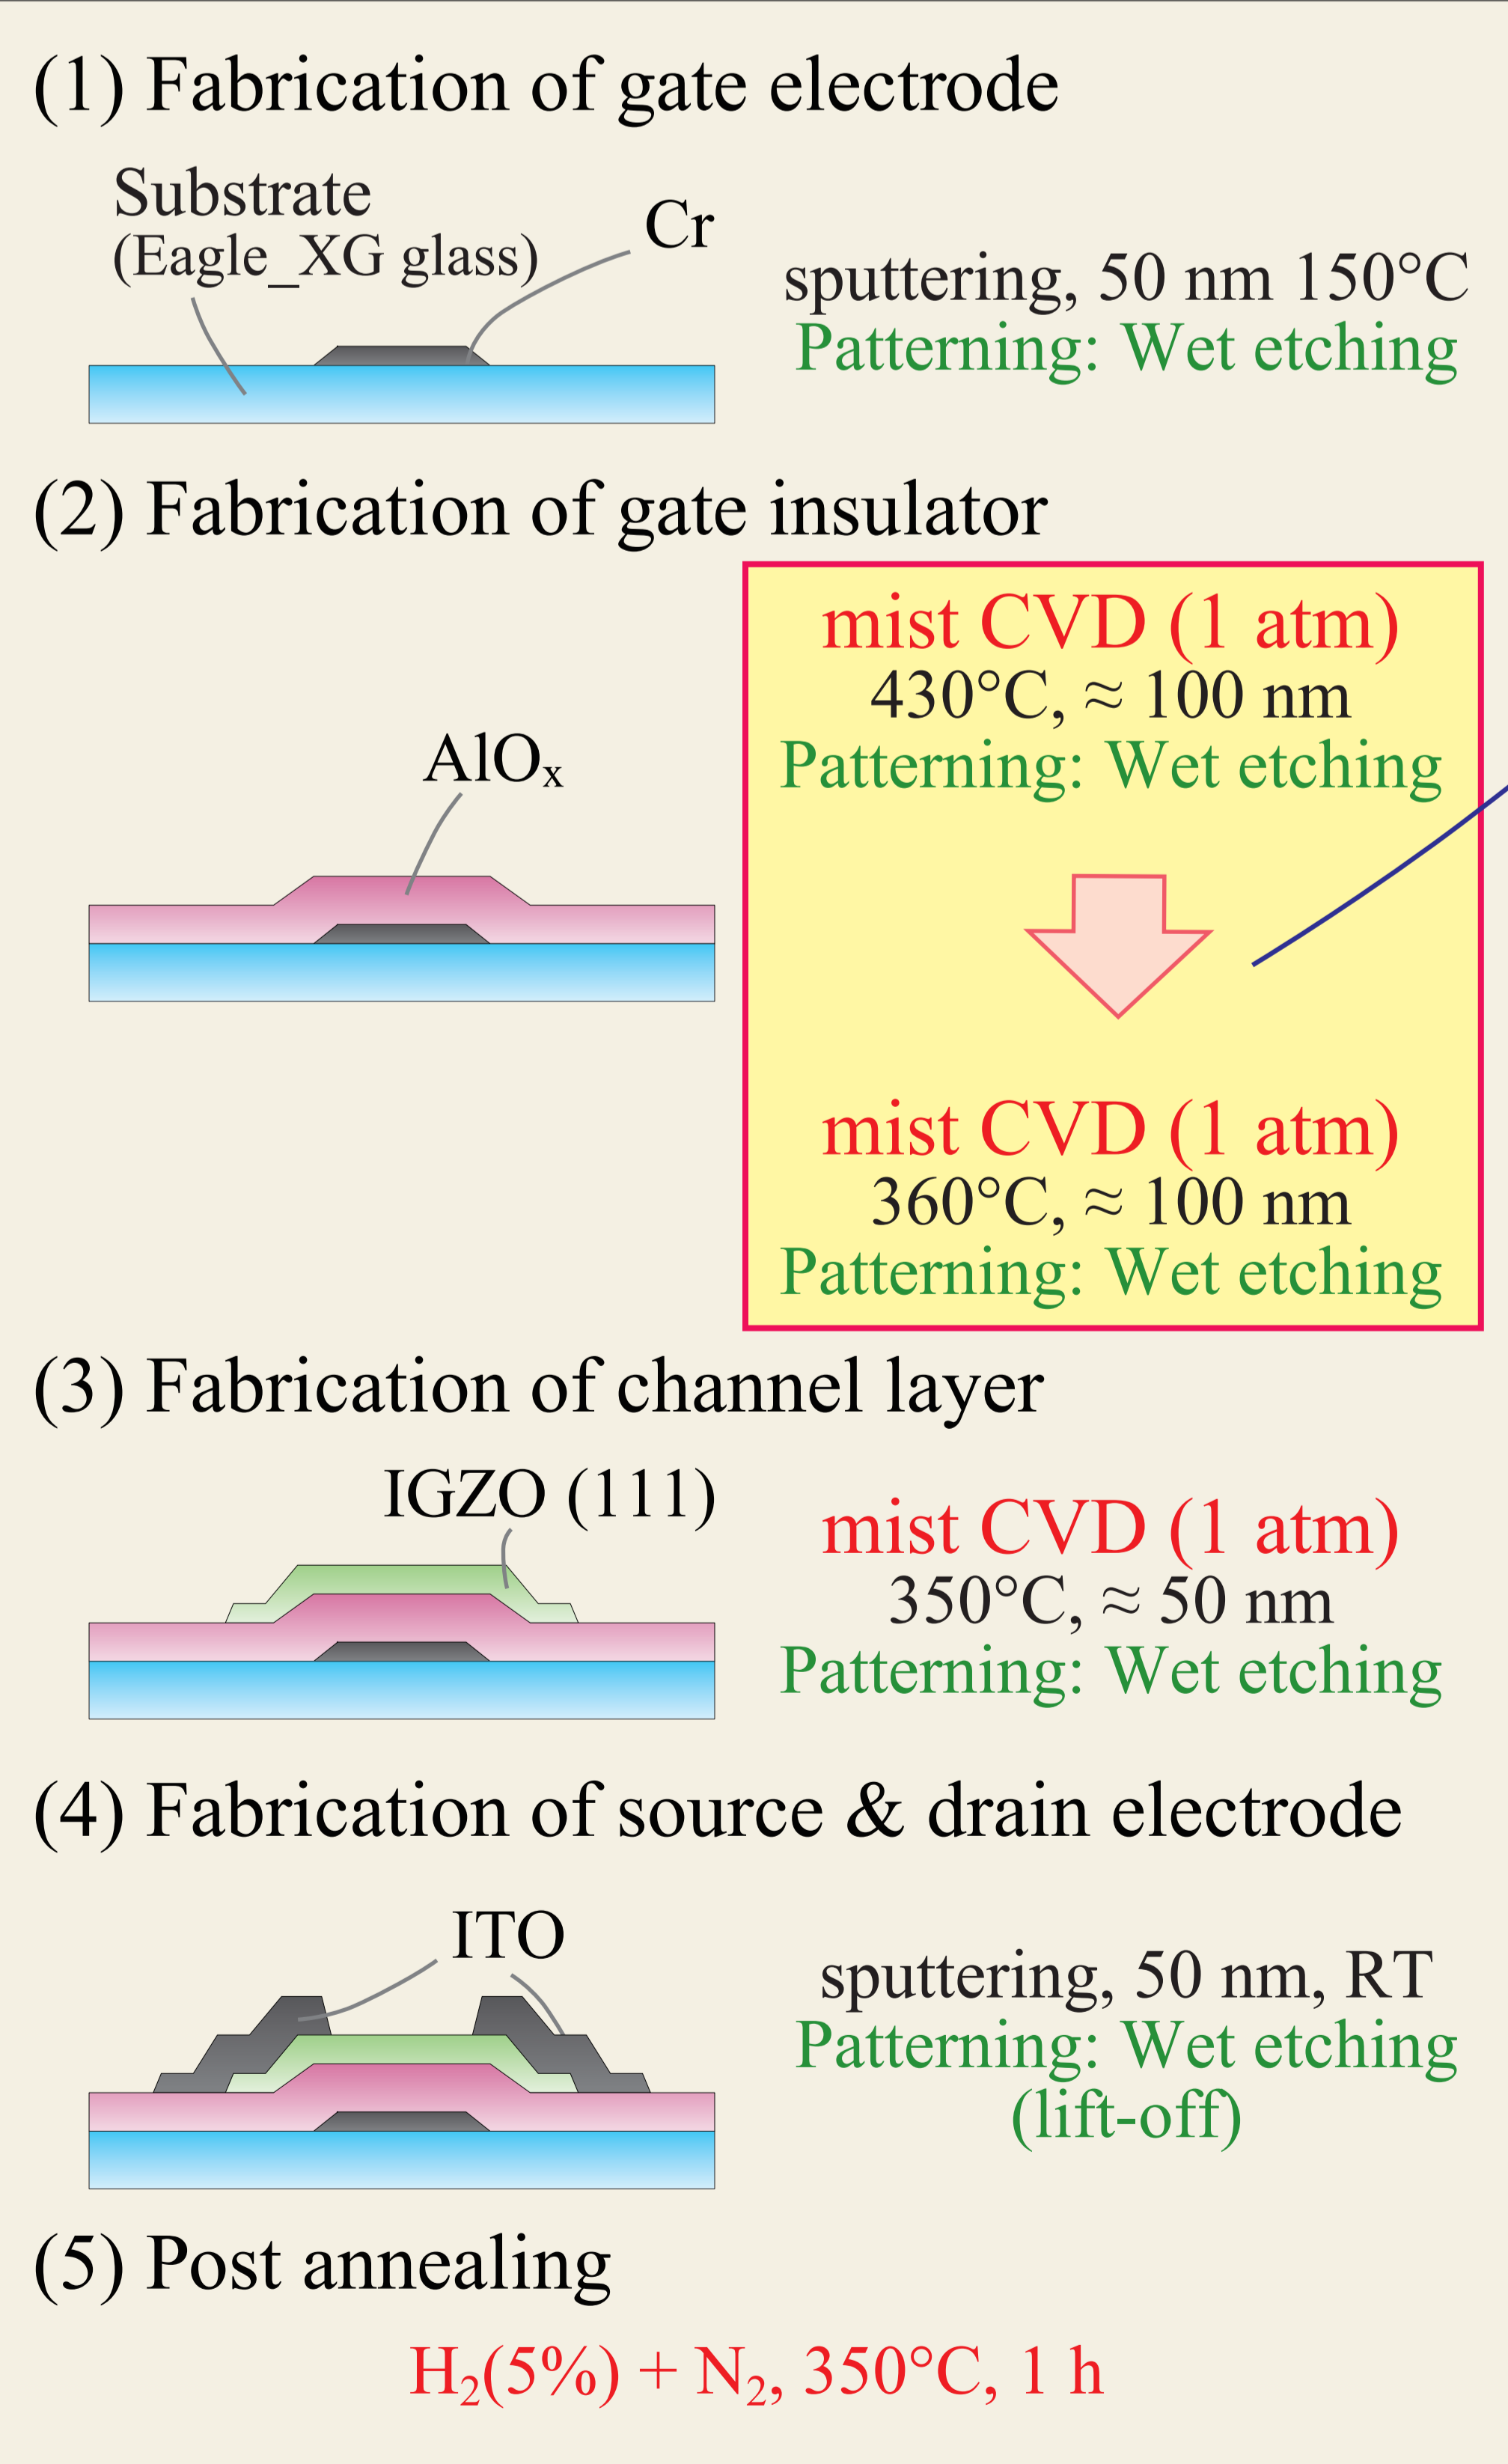 (1) Fabrication of gate electrode
Substrate
(Eagle_XG glass)
Cr
sputtering, 50 nm 150°C
Patterning: Wet etching
(2) Fabrication of gate insulator
mist CVD (1 atm)
430°C, ≈ 100 nm
Patterning: Wet etching
AlOₓ
mist CVD (1 atm)
360°C, ≈ 100 nm
Patterning: Wet etching
(3) Fabrication of channel layer
IGZO (111)
mist CVD (1 atm)
350°C, ≈ 50 nm
Patterning: Wet etching
(4) Fabrication of source & drain electrode
ITO
sputtering, 50 nm, RT
Patterning: Wet etching
(lift-off)
(5) Post annealing
H₂(5%) + N₂, 350°C, 1 h